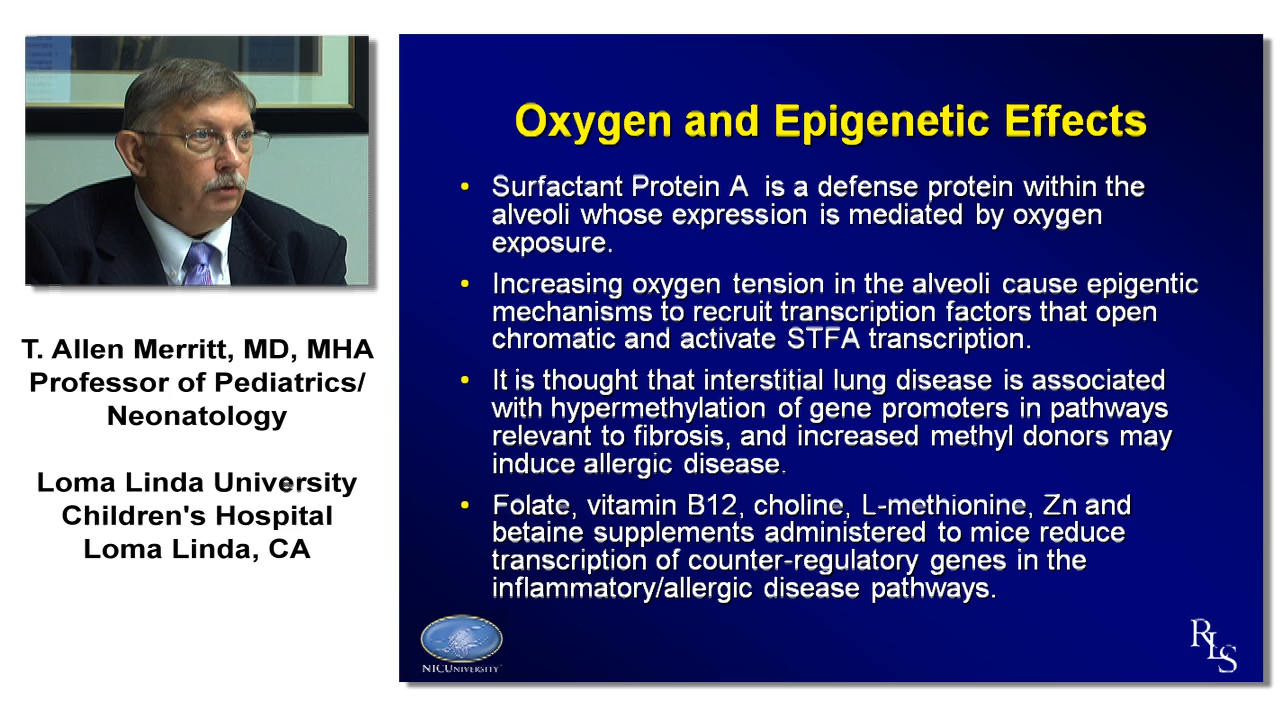 T. Allen Merritt, MD, MHA
Professor of Pediatrics/
Neonatology
Loma Linda University
Children's Hospital
Loma Linda, CA
Oxygen and Epigenetic Effects
• Surfactant Protein A is a defense protein within the
alveoli whose expression is mediated by oxygen
exposure.
• Increasing oxygen tension in the alveoli cause epigentic
mechanisms to recruit transcription factors that open
chromatic and activate STFA transcription.
• It is thought that interstitial lung disease is associated
with hypermethylation of gene promoters in pathways
relevant to fibrosis, and increased methyl donors may
induce allergic disease.
• Folate, vitamin B12, choline, L-methionine, Zn and
betaine supplements administered to mice reduce
transcription of counter-regulatory genes in the
inflammatory/allergic disease pathways.
NICUNIVERSITY
RLS